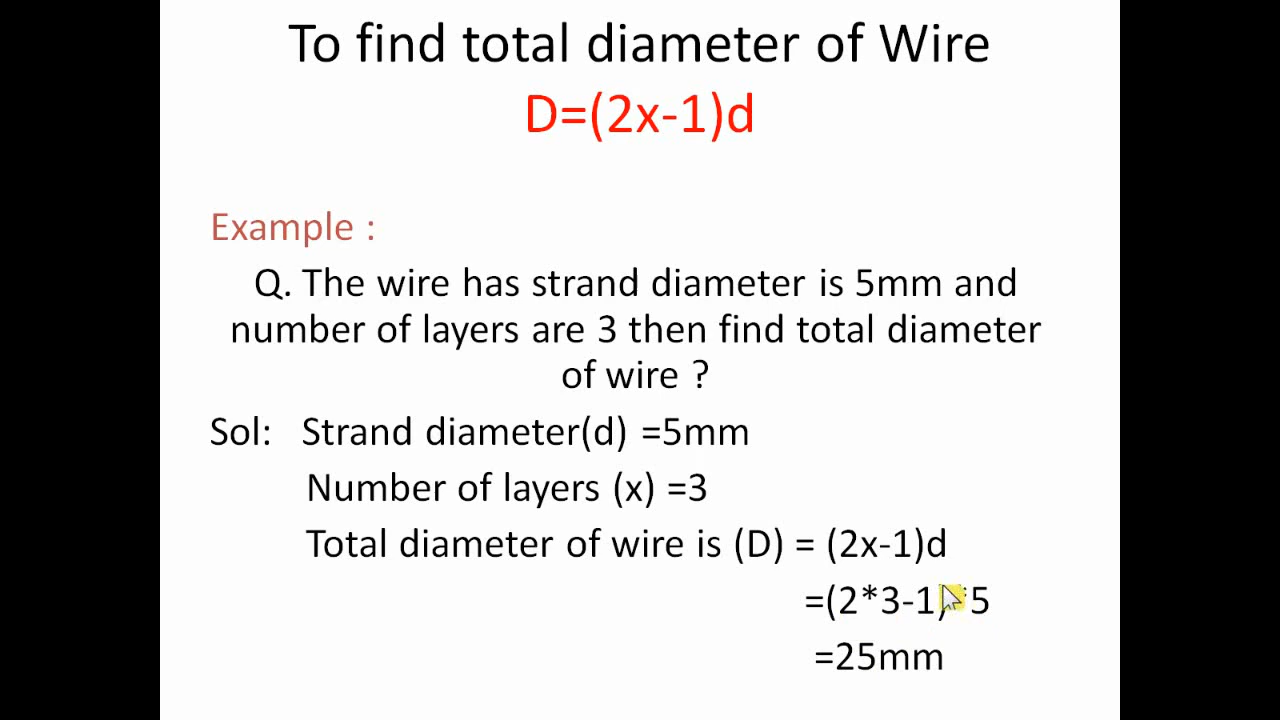 To find total diameter of Wire
D=(2x-1)d
Example :
Q. The wire has strand diameter is 5mm and
number of layers are 3 then find total diameter
of wire ?
Sol: Strand diameter(d) =5mm
Number of layers (x) =3
Total diameter of wire is (D) = (2x-1)d
=(2*3-1)*5
=25mm